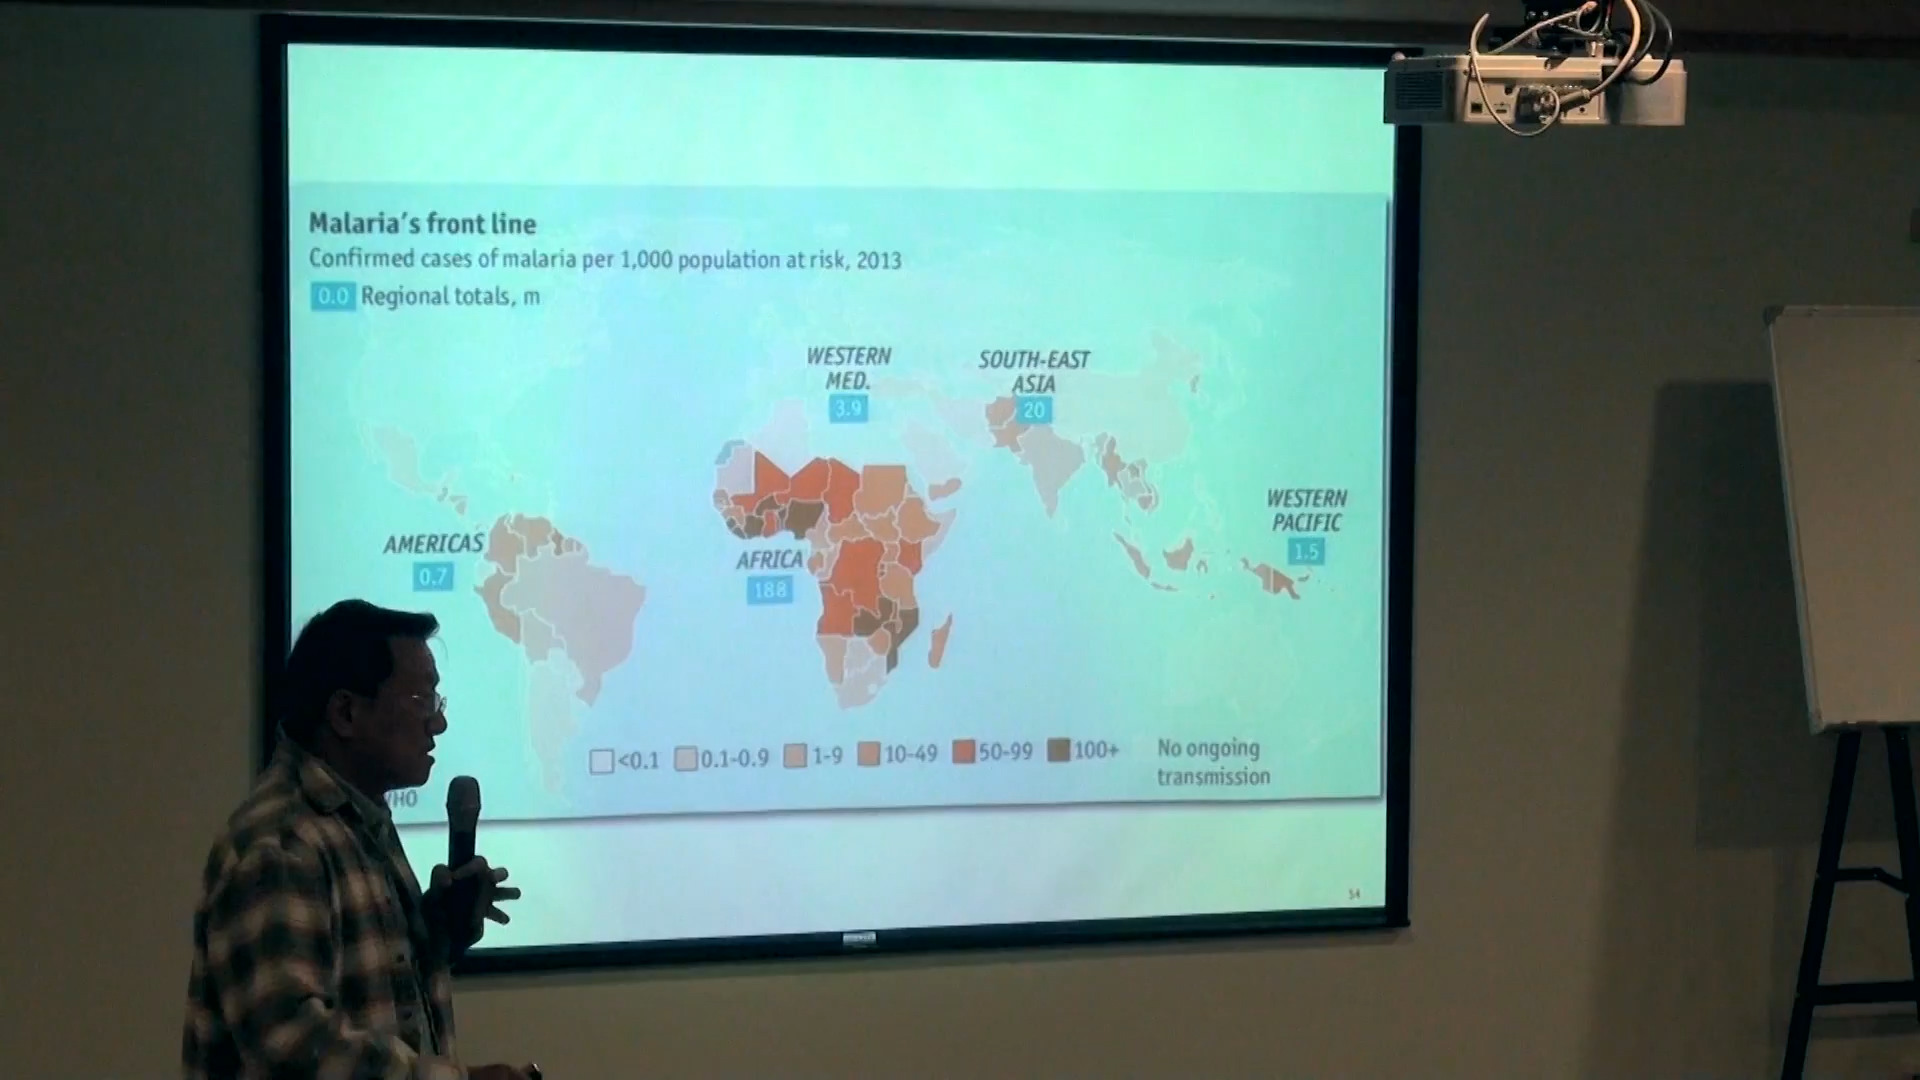 Malaria's front line
Confirmed cases of malaria per 1,000 population at risk, 2013
0.0 Regional totals, m
WESTERN
MED.
3.9
SOUTH-EAST
ASIA
20
WESTERN
PACIFIC
1.5
AMERICAS
0.7
AFRICA
188
<0.1 0.1-0.9 1-9 10-49 50-99 100+
No ongoing
transmission
WHO
54